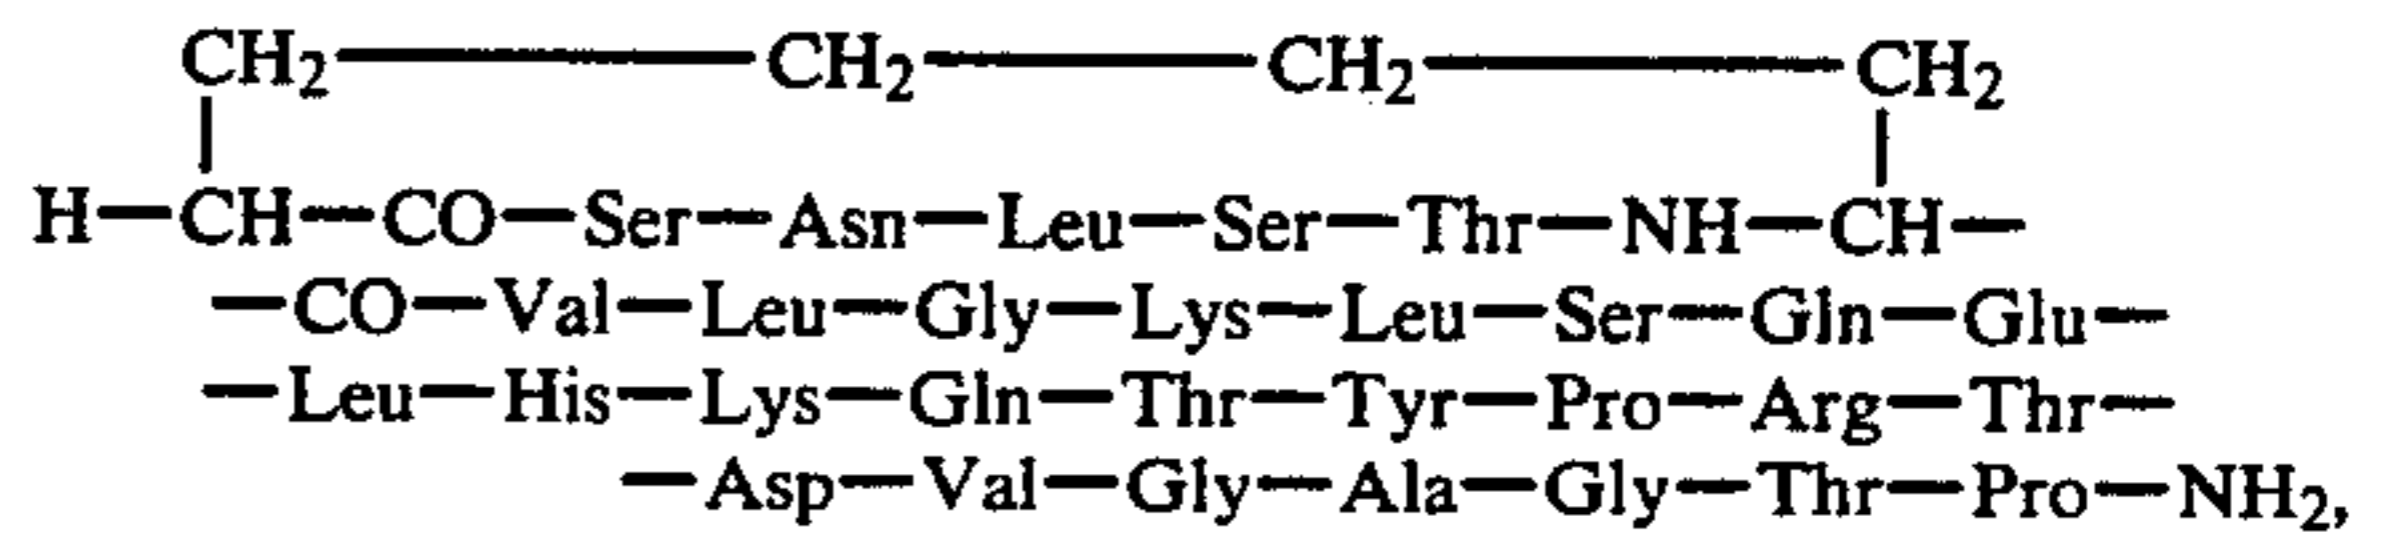 CH₂—CH₂—CH₂—CH₂
H—CH—CO—Ser—Asn—Leu—Ser—Thr—NH—CH—
—CO—Val—Leu—Gly—Lys—Leu—Ser—Gln—Glu—
—Leu—His—Lys—Gln—Thr—Tyr—Pro—Arg—Thr—
—Asp—Val—Gly—Ala—Gly—Thr—Pro—NH₂,